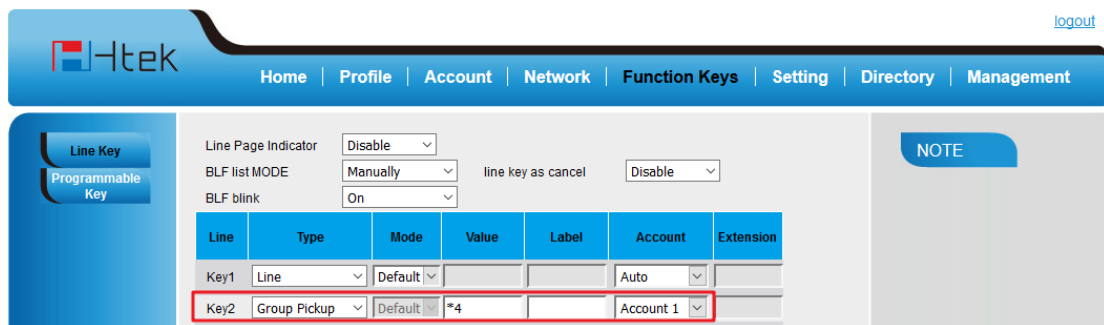 logout
Htek
Home | Profile | Account | Network | Function Keys | Setting | Directory | Management
Line Key
Programmable Key
Line Page Indicator Disable
BLF list MODE Manually line key as cancel Disable
BLF blink On
Line Type Mode Value Label Account Extension
Key1 Line Default Auto
Key2 Group Pickup Default *4 Account 1
NOTE